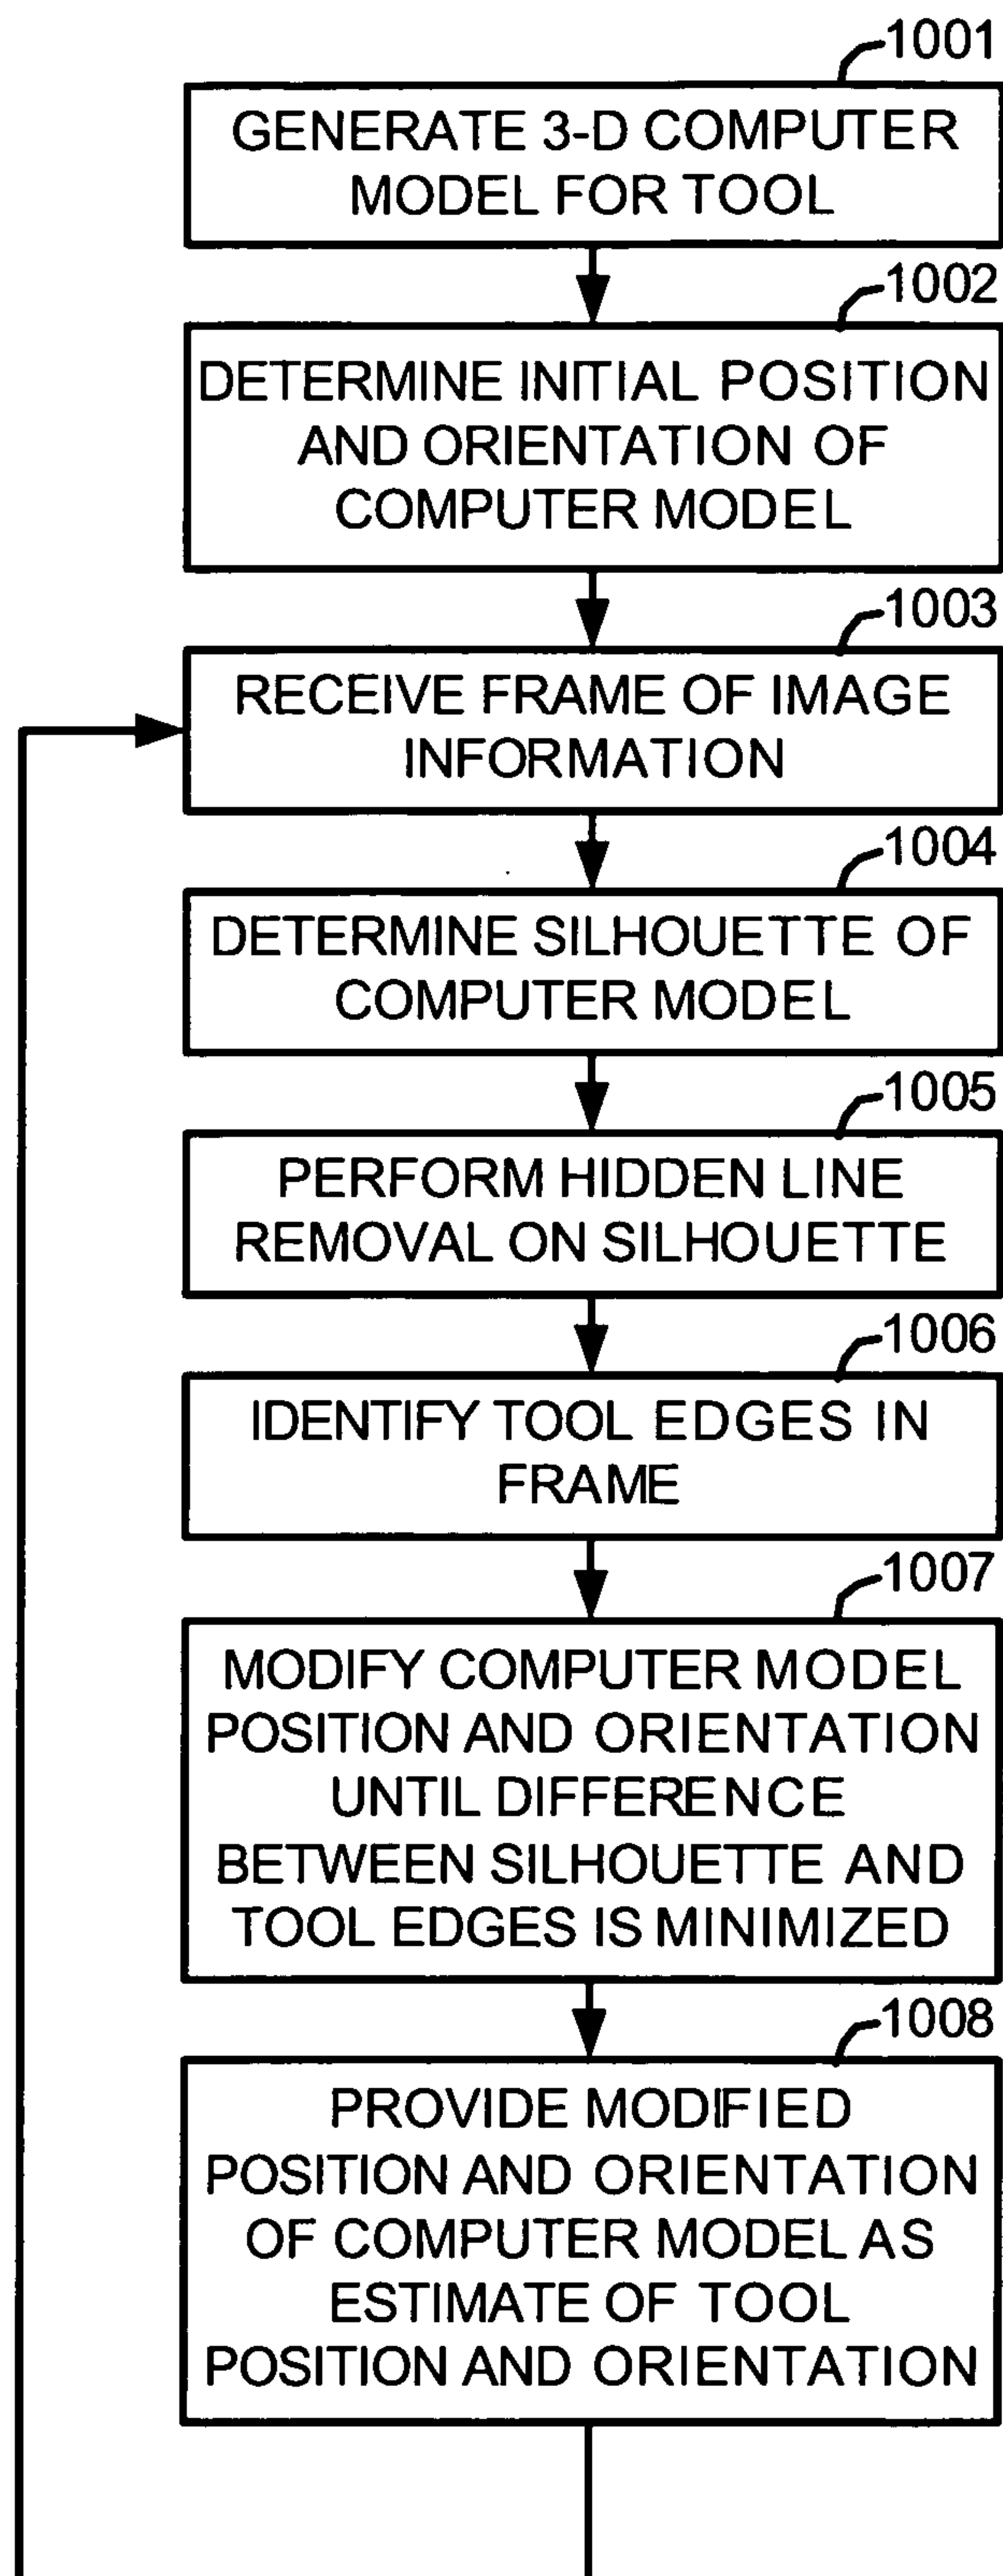 1001
GENERATE 3-D COMPUTER
MODEL FOR TOOL
1002
DETERMINE INITIAL POSITION
AND ORIENTATION OF
COMPUTER MODEL
1003
RECEIVE FRAME OF IMAGE
INFORMATION
1004
DETERMINE SILHOUETTE OF
COMPUTER MODEL
1005
PERFORM HIDDEN LINE
REMOVAL ON SILHOUETTE
1006
IDENTIFY TOOL EDGES IN
FRAME
1007
MODIFY COMPUTER MODEL
POSITION AND ORIENTATION
UNTIL DIFFERENCE
BETWEEN SILHOUETTE AND
TOOL EDGES IS MINIMIZED
1008
PROVIDE MODIFIED
POSITION AND ORIENTATION
OF COMPUTER MODEL AS
ESTIMATE OF TOOL
POSITION AND ORIENTATION